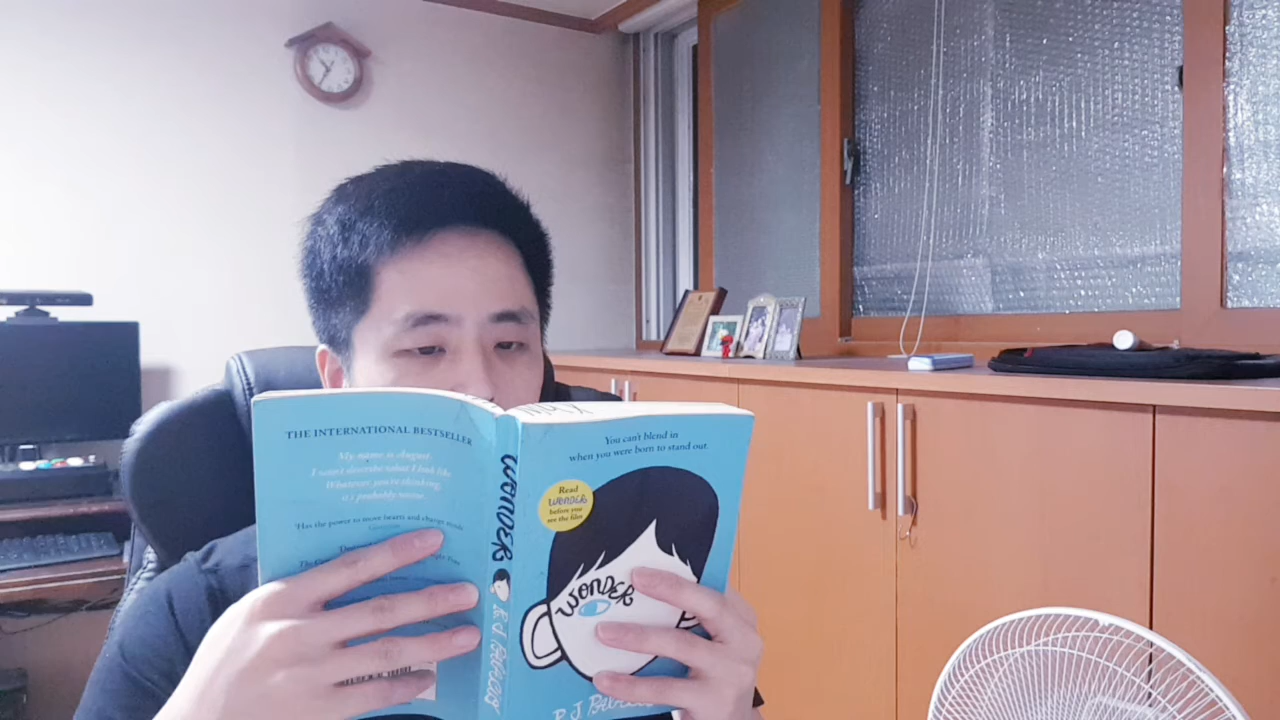 THE INTERNATIONAL BESTSELLER
My name is August.
I won't describe what I look like.
Whatever you're thinking,
it's probably worse.
'Has the power to move hearts and change minds'
Guardian
WONDER
R. J. PALACIO
You can't blend in
when you were born to stand out.
Read
WONDER
before you
see the film
WONDER
R. J.